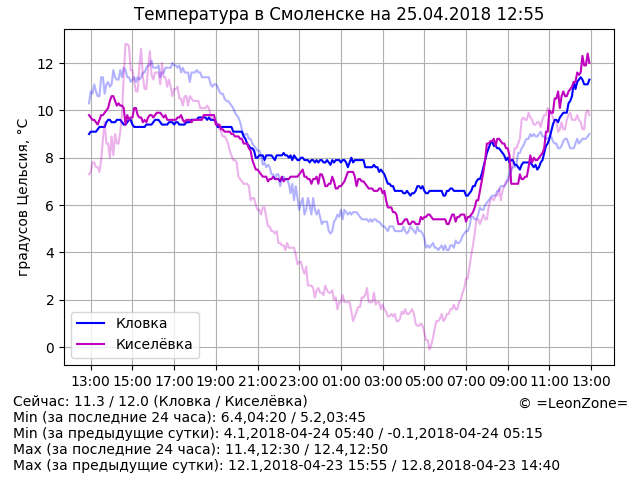 Температура в Смоленске на 25.04.2018 12:55
градусов Цельсия, °C
12
10
8
6
4
2
0
Кловка
Киселёвка
13:00 15:00 17:00 19:00 21:00 23:00 01:00 03:00 05:00 07:00 09:00 11:00 13:00
Сейчас: 11.3 / 12.0 (Кловка / Киселёвка)
© =LeonZone=
Min (за последние 24 часа): 6.4,04:20 / 5.2,03:45
Min (за предыдущие сутки): 4.1,2018-04-24 05:40 / -0.1,2018-04-24 05:15
Max (за последние 24 часа): 11.4,12:30 / 12.4,12:50
Max (за предыдущие сутки): 12.1,2018-04-23 15:55 / 12.8,2018-04-23 14:40